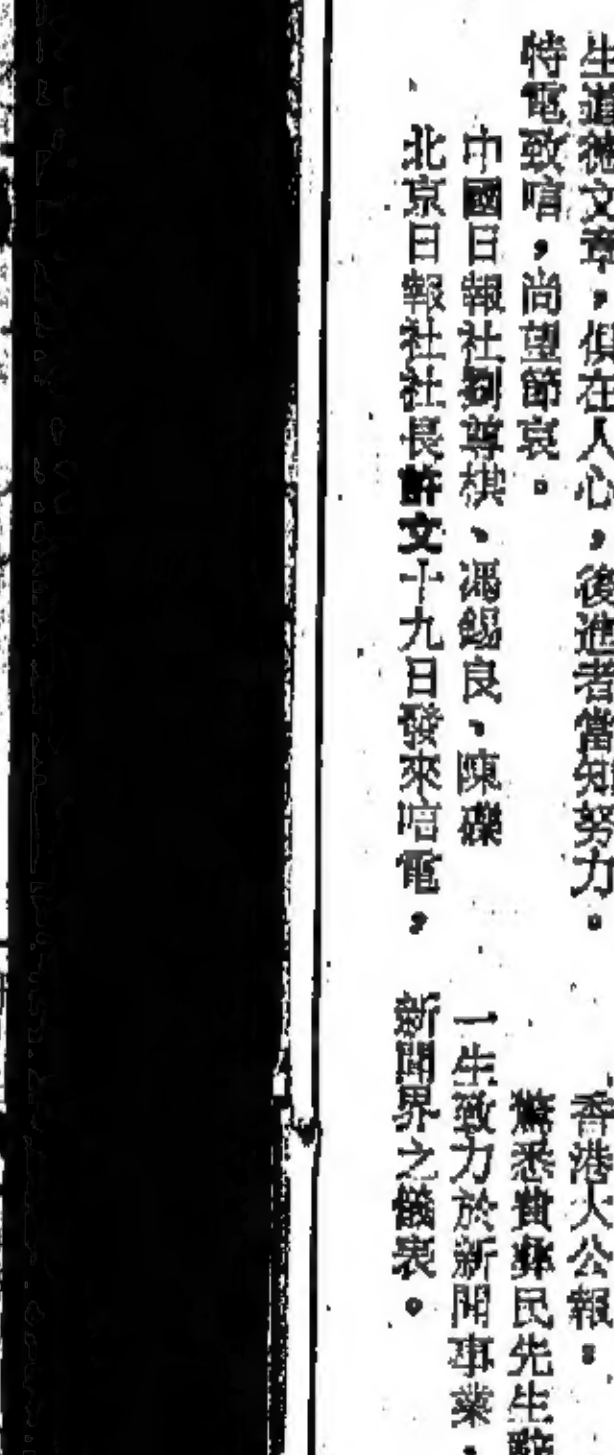 生道德文章，俱在人心，後進者當知努力。
特電致唁，尚望節哀。
中國日報社劉尊棋、馮錫良、陳礫
北京日報社社長許文十九日發來唁電，
香港大公報：
驚悉費彝民先生辭
一生致力於新聞事業，
新聞界之儀表。